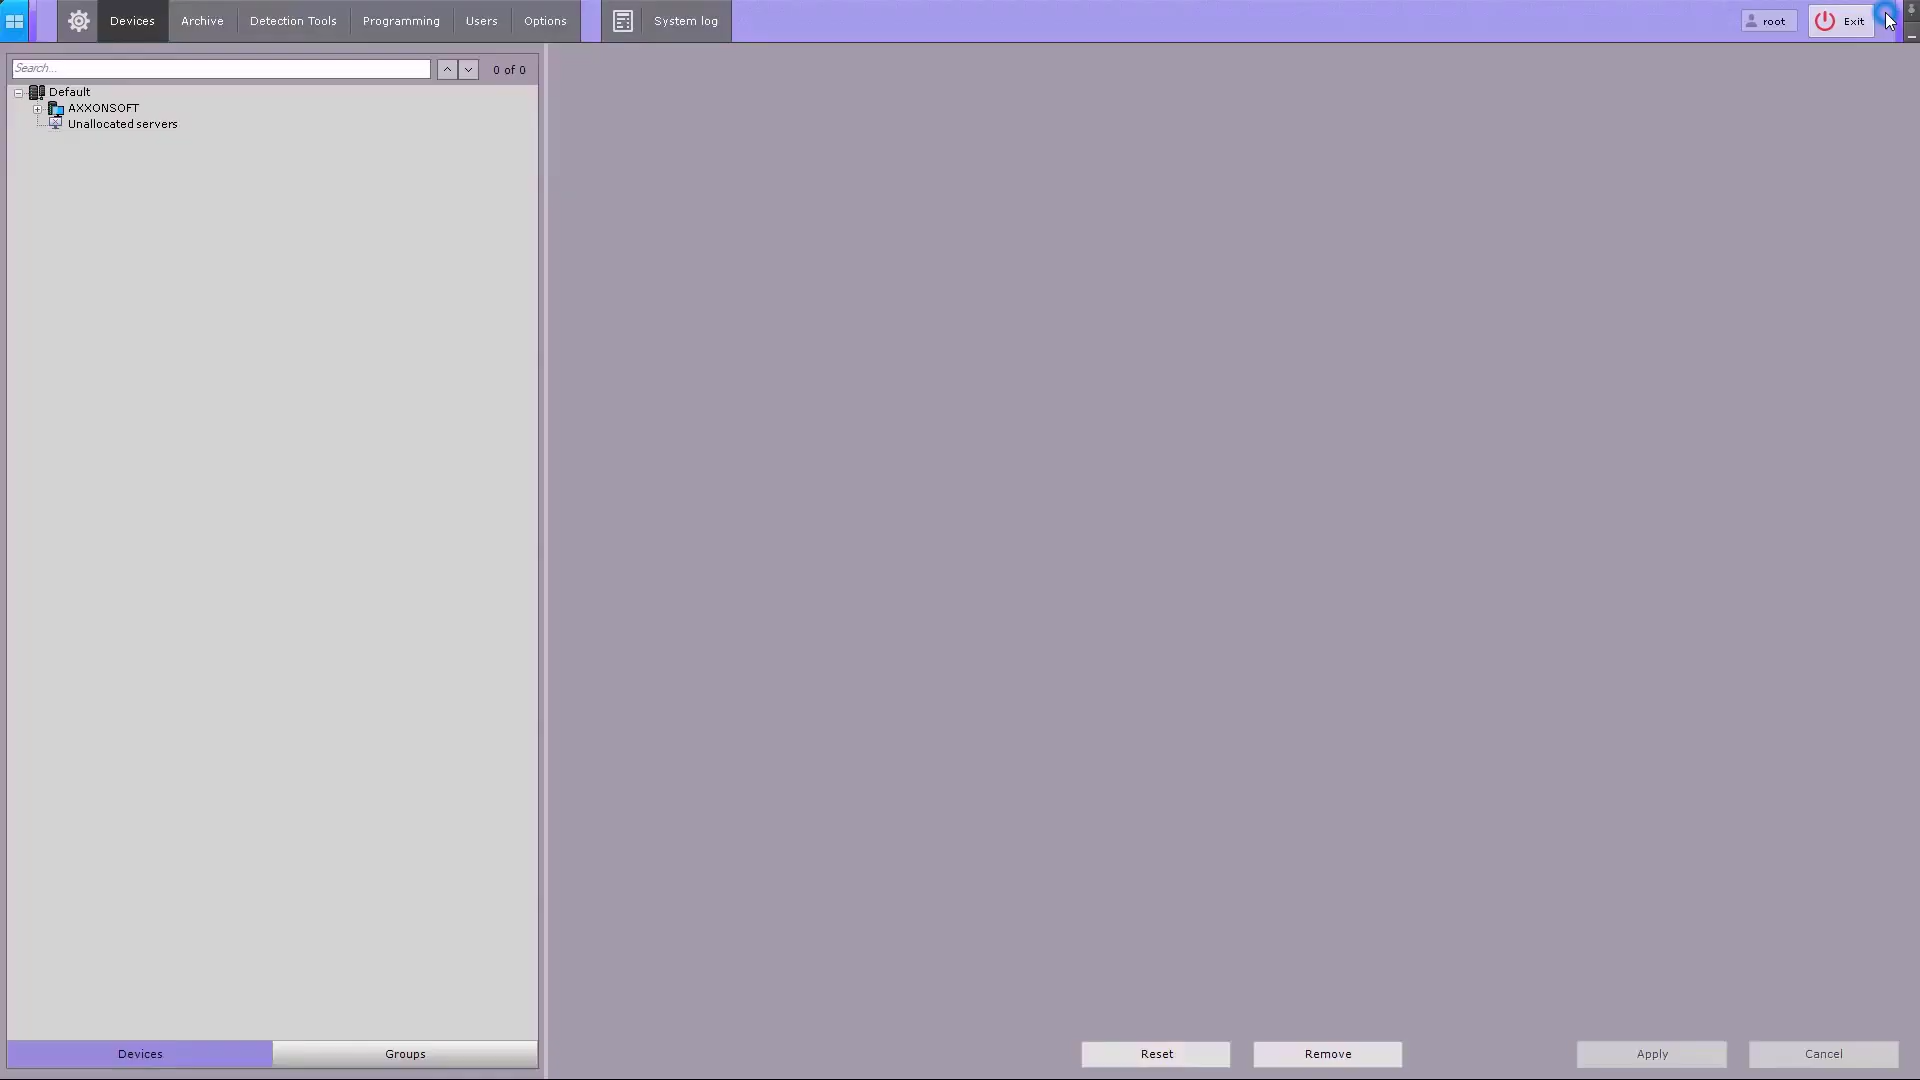 Devices Archive Detection Tools Programming Users Options System log root Exit
Search... 0 of 0
Default
AXXONSOFT
Unallocated servers
Devices Groups Reset Remove Apply Cancel